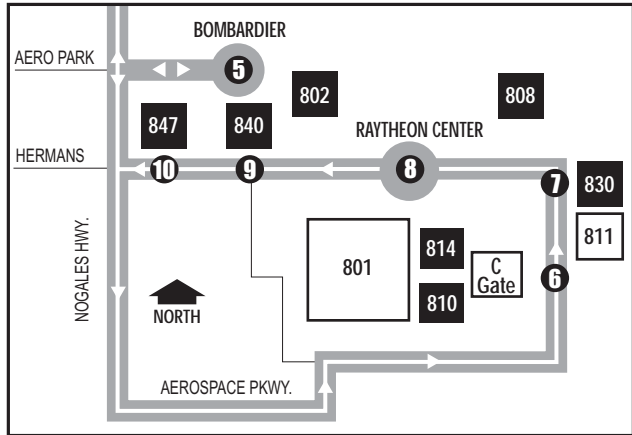 BOMBARDIER
AERO PARK
5
802
808
847
840
RAYTHEON CENTER
HERMANS
10
9
8
7
830
811
801
814
C
Gate
6
810
NOGALES HWY.
NORTH
AEROSPACE PKWY.